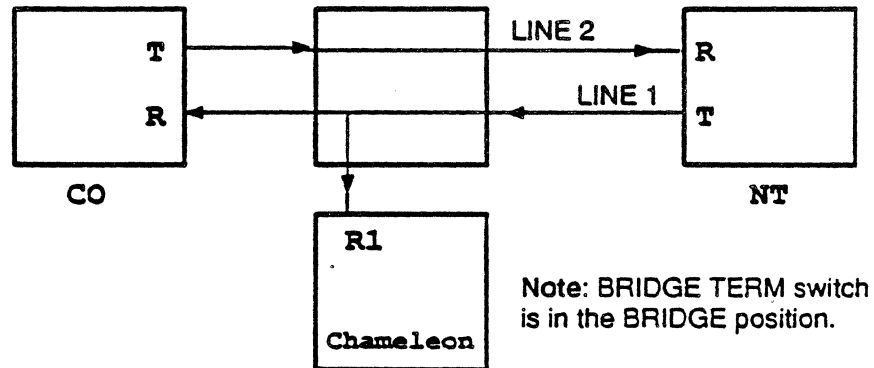 LINE 2
T
R
LINE 1
R
T
CO
NT
R1
Note: BRIDGE TERM switch
is in the BRIDGE position.
Chameleon